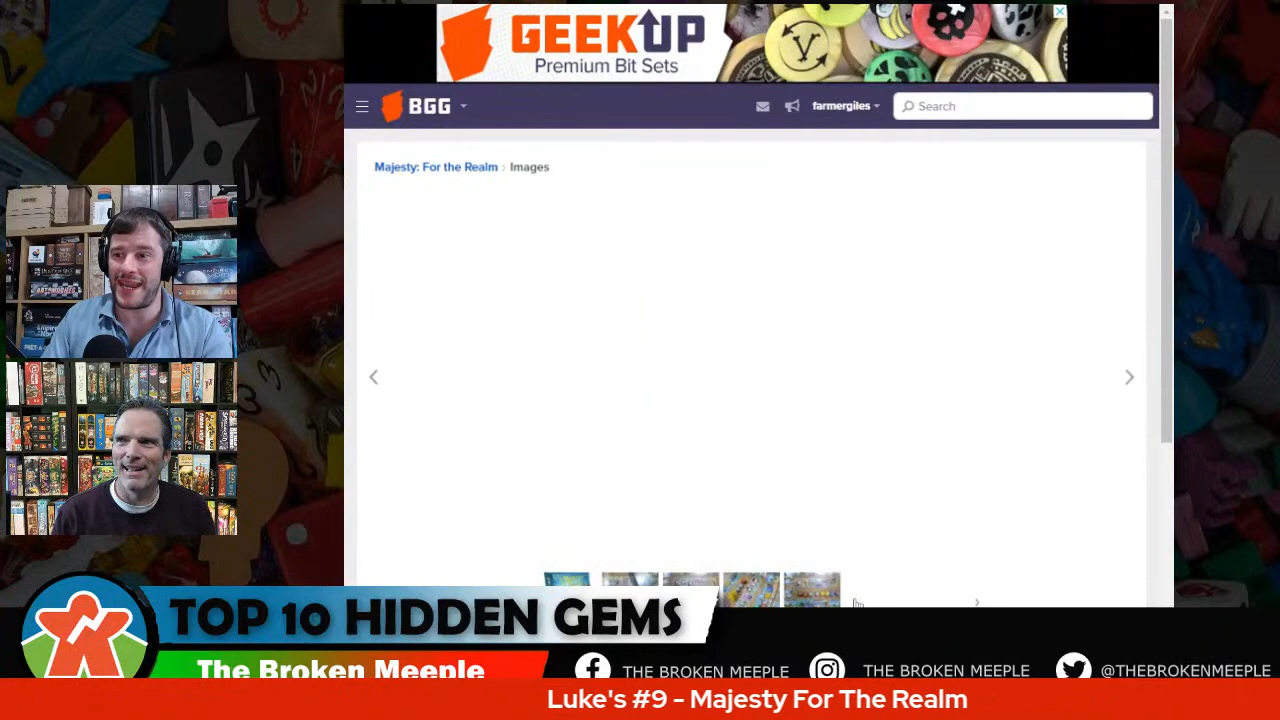 GEEKUP
Premium Bit Sets
BGG
farmergiles
Search
Majesty: For the Realm › Images
AUTOMOBILES
TOP 10 HIDDEN GEMS
The Broken Meeple
THE BROKEN MEEPLE
THE BROKEN MEEPLE
@THEBROKENMEEPLE
Luke's #9 - Majesty For The Realm